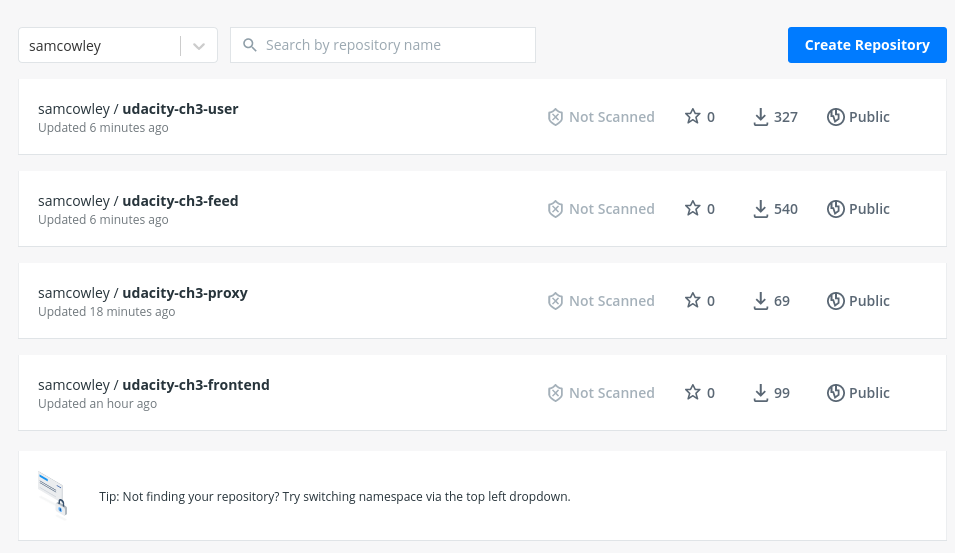 samcowley
Search by repository name
Create Repository
samcowley / udacity-ch3-user
Updated 6 minutes ago
Not Scanned
0
327
Public
samcowley / udacity-ch3-feed
Updated 6 minutes ago
Not Scanned
0
540
Public
samcowley / udacity-ch3-proxy
Updated 18 minutes ago
Not Scanned
0
69
Public
samcowley / udacity-ch3-frontend
Updated an hour ago
Not Scanned
0
99
Public
Tip: Not finding your repository? Try switching namespace via the top left dropdown.